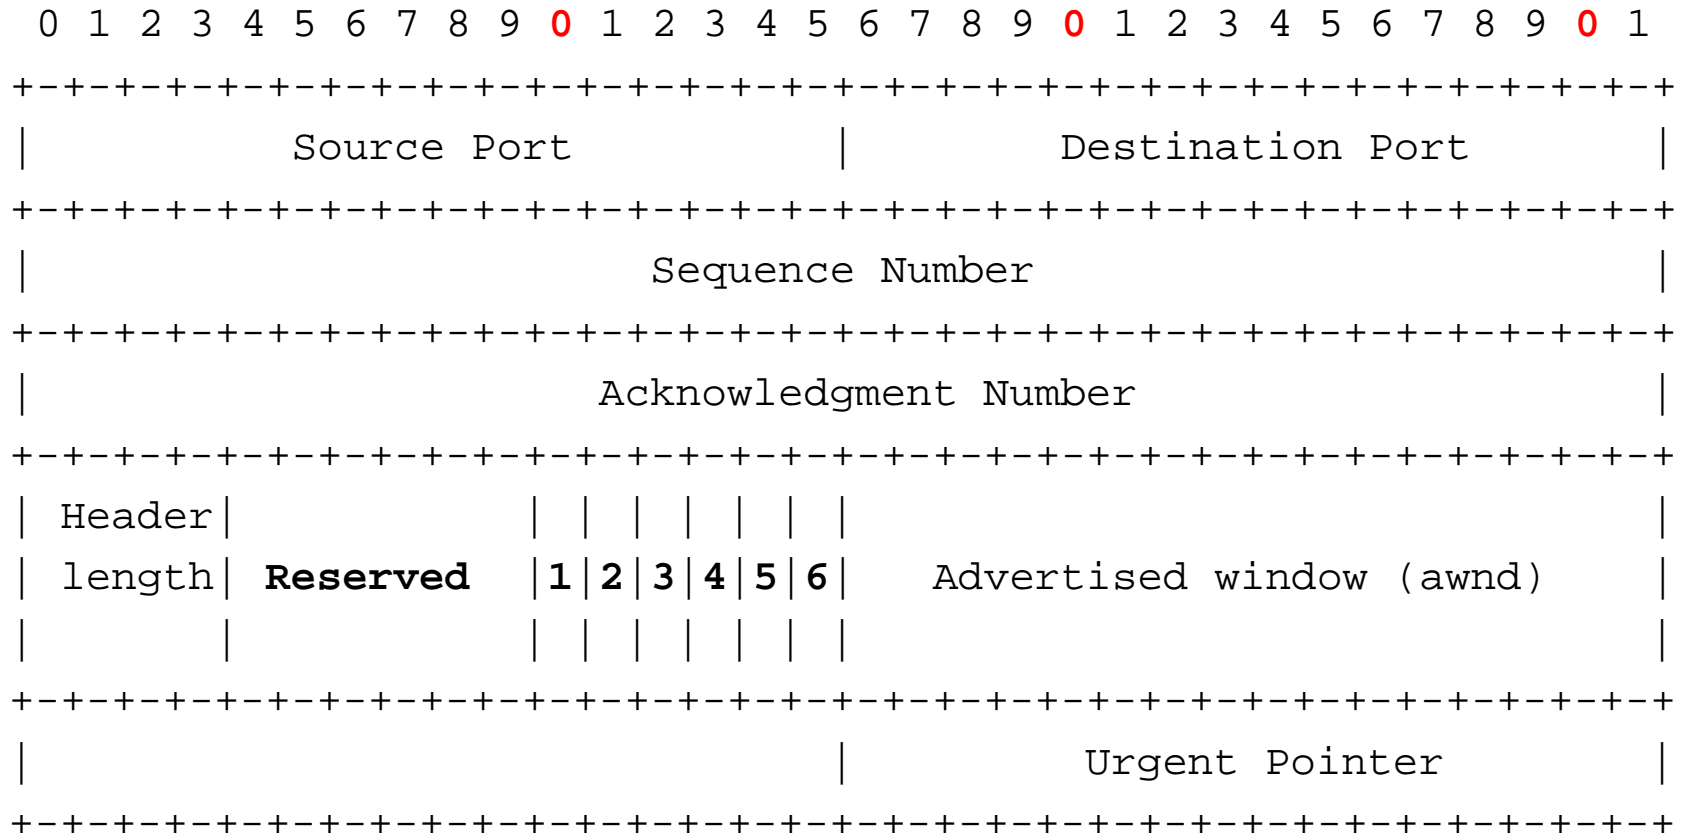 0 1 2 3 4 5 6 7 8 9 0 1 2 3 4 5 6 7 8 9 0 1 2 3 4 5 6 7 8 9 0 1
+-+-+-+-+-+-+-+-+-+-+-+-+-+-+-+-+-+-+-+-+-+-+-+-+-+-+-+-+-+-+-+-+
|          Source Port          |        Destination Port       |
+-+-+-+-+-+-+-+-+-+-+-+-+-+-+-+-+-+-+-+-+-+-+-+-+-+-+-+-+-+-+-+-+
|                        Sequence Number                        |
+-+-+-+-+-+-+-+-+-+-+-+-+-+-+-+-+-+-+-+-+-+-+-+-+-+-+-+-+-+-+-+-+
|                      Acknowledgment Number                    |
+-+-+-+-+-+-+-+-+-+-+-+-+-+-+-+-+-+-+-+-+-+-+-+-+-+-+-+-+-+-+-+-+
| Header|           | | | | | | |                               |
| length| Reserved  |1|2|3|4|5|6|   Advertised window (awnd)    |
|       |           | | | | | | |                               |
+-+-+-+-+-+-+-+-+-+-+-+-+-+-+-+-+-+-+-+-+-+-+-+-+-+-+-+-+-+-+-+-+
|                               |         Urgent Pointer        |
+-+-+-+-+-+-+-+-+-+-+-+-+-+-+-+-+-+-+-+-+-+-+-+-+-+-+-+-+-+-+-+-+